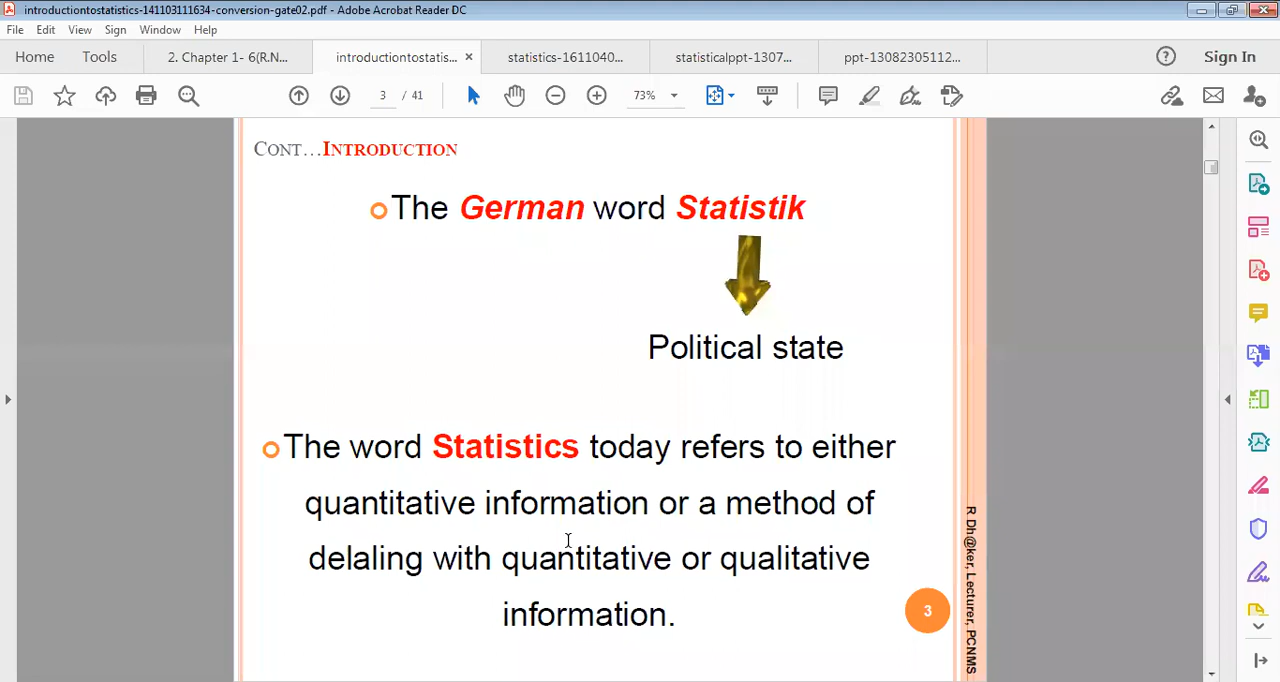 introductiontostatistics-141103111634-conversion-gate02.pdf - Adobe Acrobat Reader DC
File Edit View Sign Window Help
Home Tools 2. Chapter 1- 6(R.N... introductiontostatis... × statistics-1611040... statisticalppt-1307... ppt-13082305112... Sign In
3 / 41 73%
CONT...INTRODUCTION
The German word Statistik
Political state
The word Statistics today refers to either
quantitative information or a method of
delaling with quantitative or qualitative
information.
3
R Dh@ker, Lecturer, PCNMS